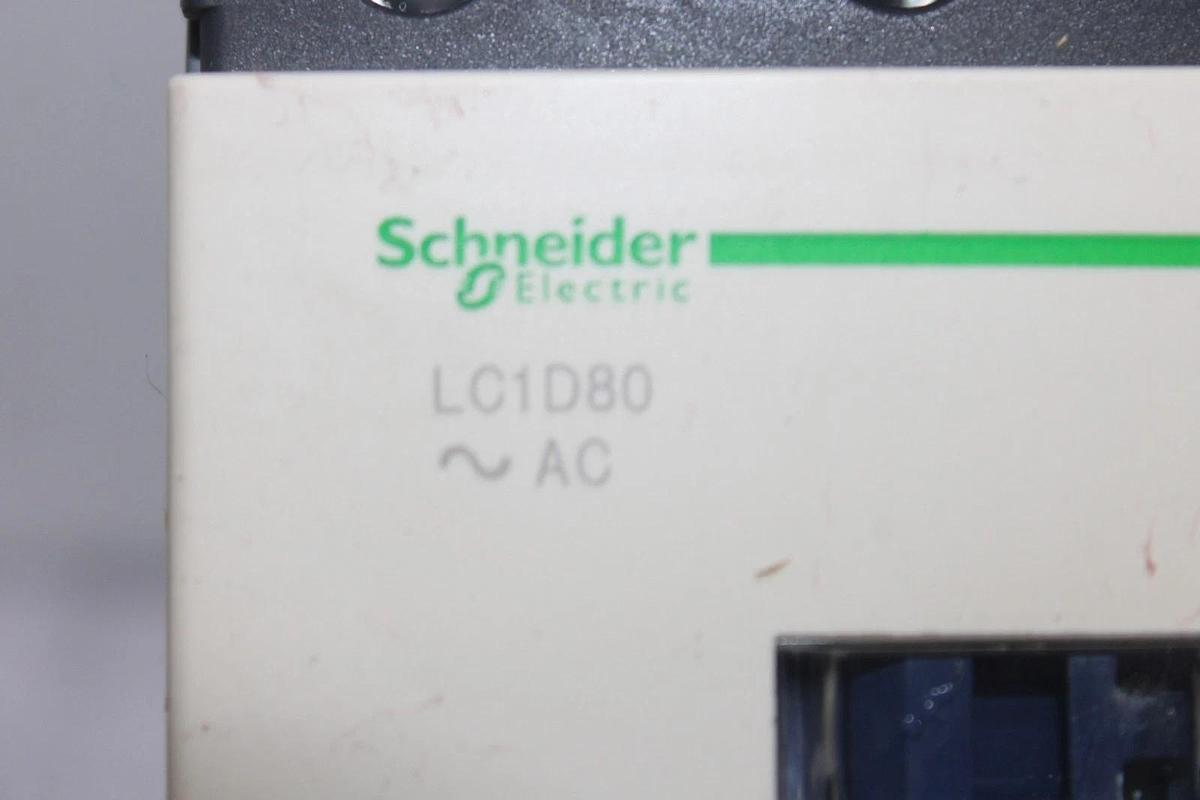 Schneider
Electric
LC1D80
~ AC